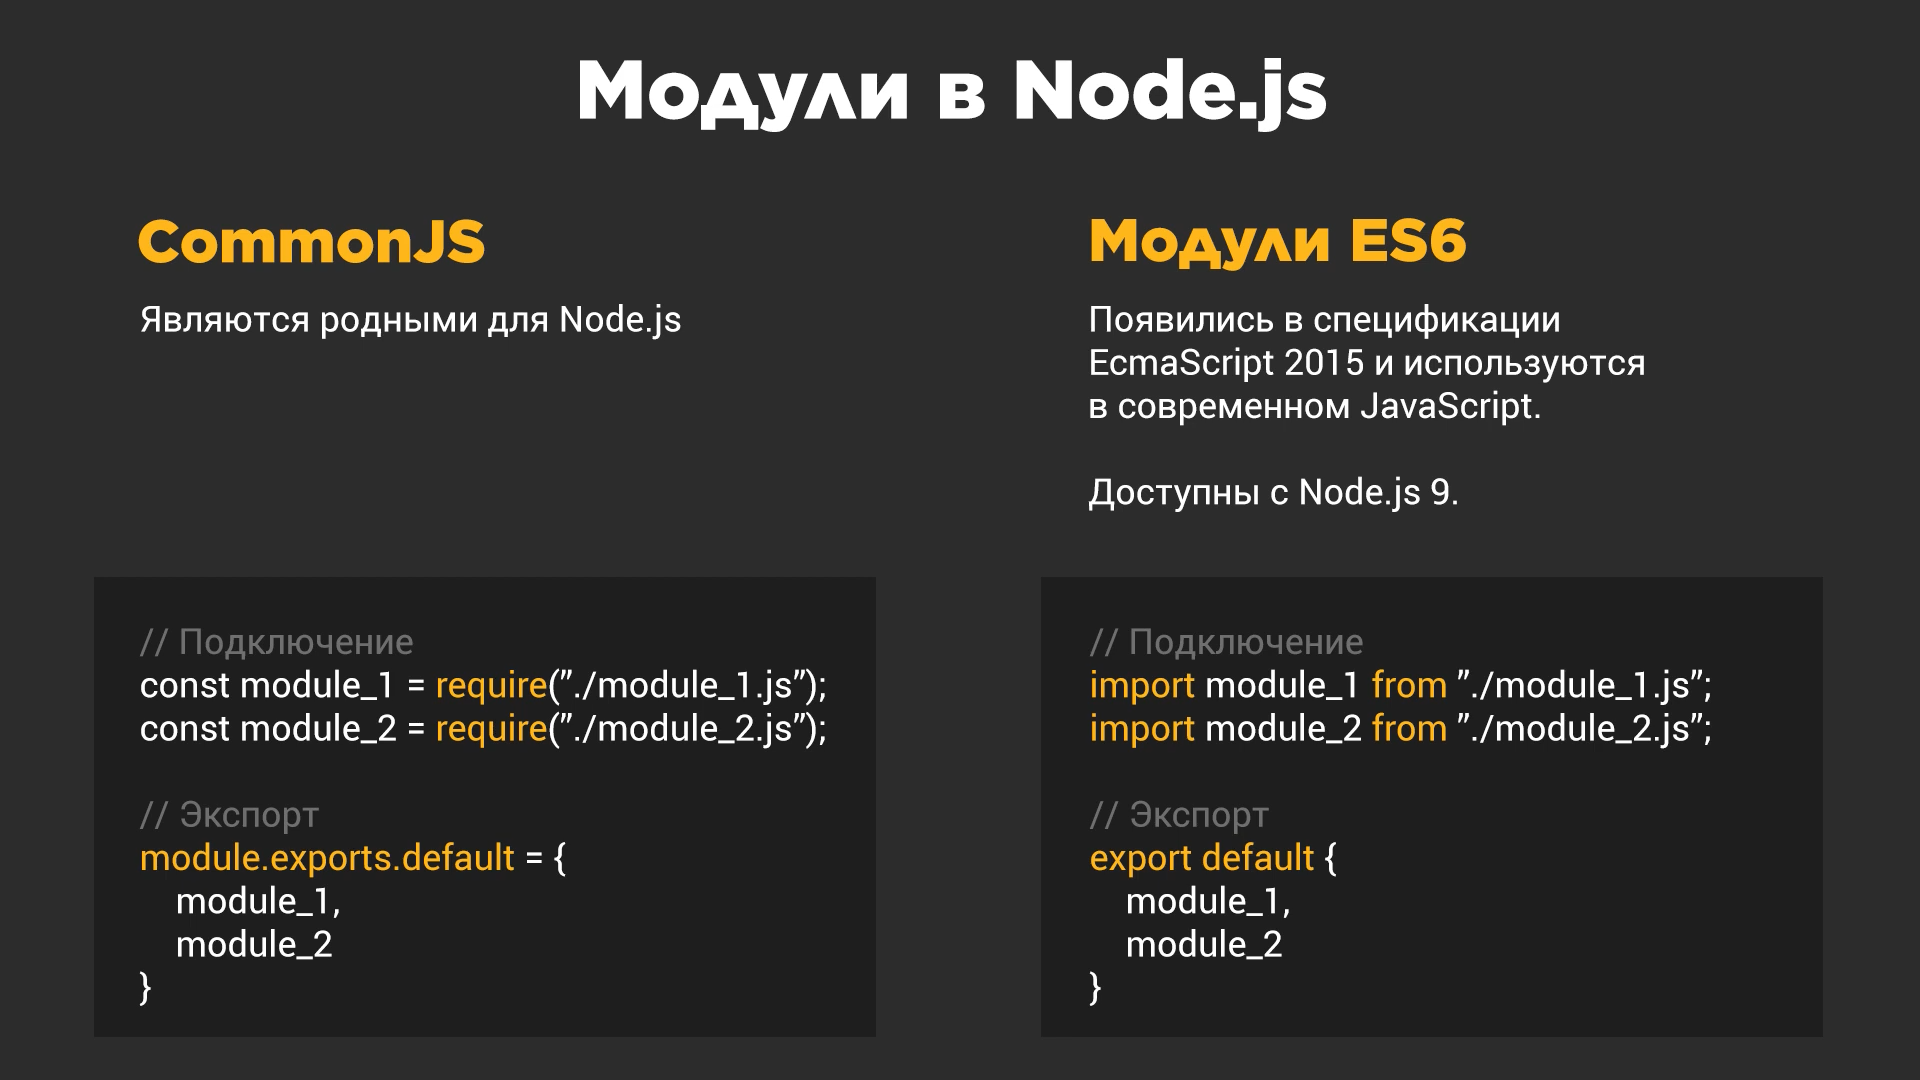 Модули в Node.js
CommonJS
Являются родными для Node.js
// Подключение
const module_1 = require(”./module_1.js”);
const module_2 = require(”./module_2.js”);
// Экспорт
module.exports.default = {
module_1,
module_2
}
Модули ES6
Появились в спецификации
EcmaScript 2015 и используются
в современном JavaScript.
Доступны с Node.js 9.
// Подключение
import module_1 from ”./module_1.js”;
import module_2 from ”./module_2.js”;
// Экспорт
export default {
module_1,
module_2
}